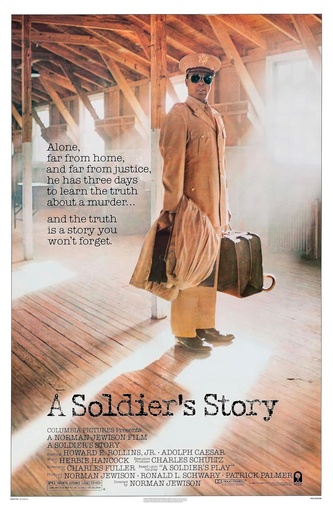 Alone,
far from home,
and far from justice,
he has three days
to learn the truth
about a murder...
and the truth
is a story you
won't forget.
A Soldier's Story
COLUMBIA PICTURES Presents
A NORMAN JEWISON FILM
A SOLDIER'S STORY
HOWARD E. ROLLINS, JR. · ADOLPH CAESAR
HERBIE HANCOCK CHARLES SCHULTZ
CHARLES FULLER "A SOLDIER'S PLAY"
NORMAN JEWISON · RONALD L. SCHWARY · PATRICK PALMER
NORMAN JEWISON
PG